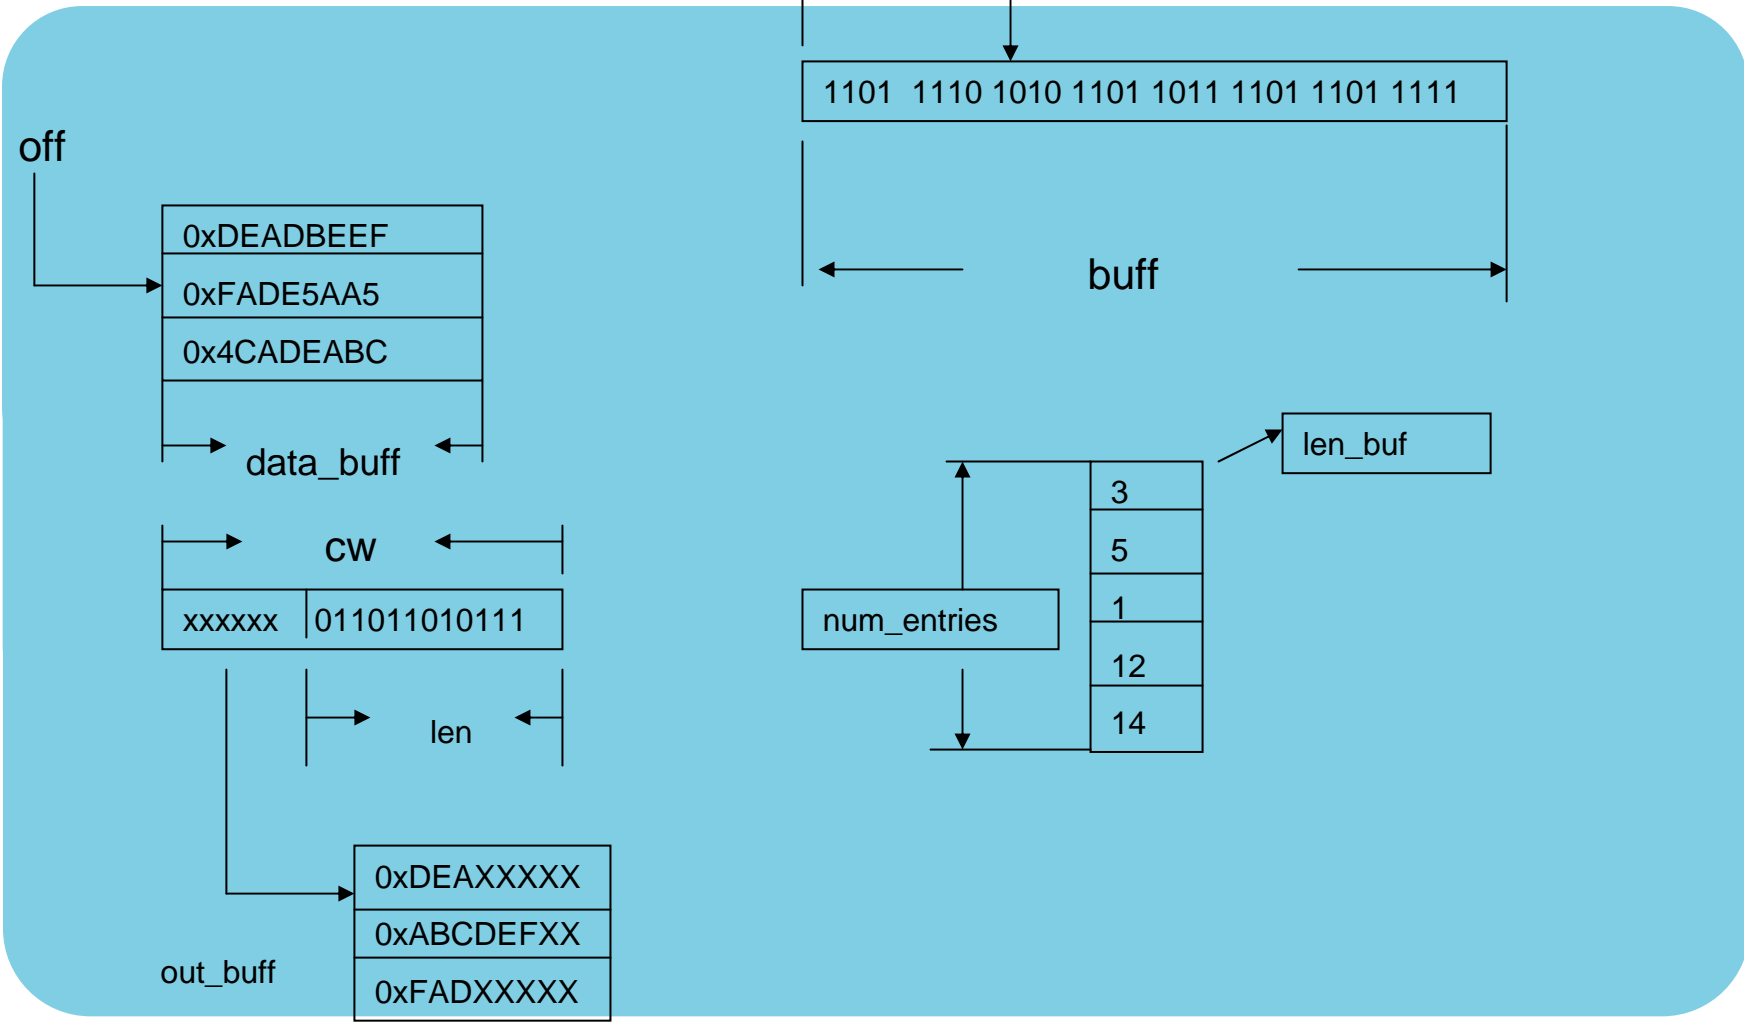 1101 1110 1010 1101 1011 1101 1101 1111
off
0xDEADBEEF
0xFADE5AA5
0x4CADEABC
buff
data_buff
len_buf
3
5
1
12
14
cw
xxxxxx 011011010111
num_entries
len
0xDEAXXXXX
0xABCDEFXX
0xFADXXXXX
out_buff